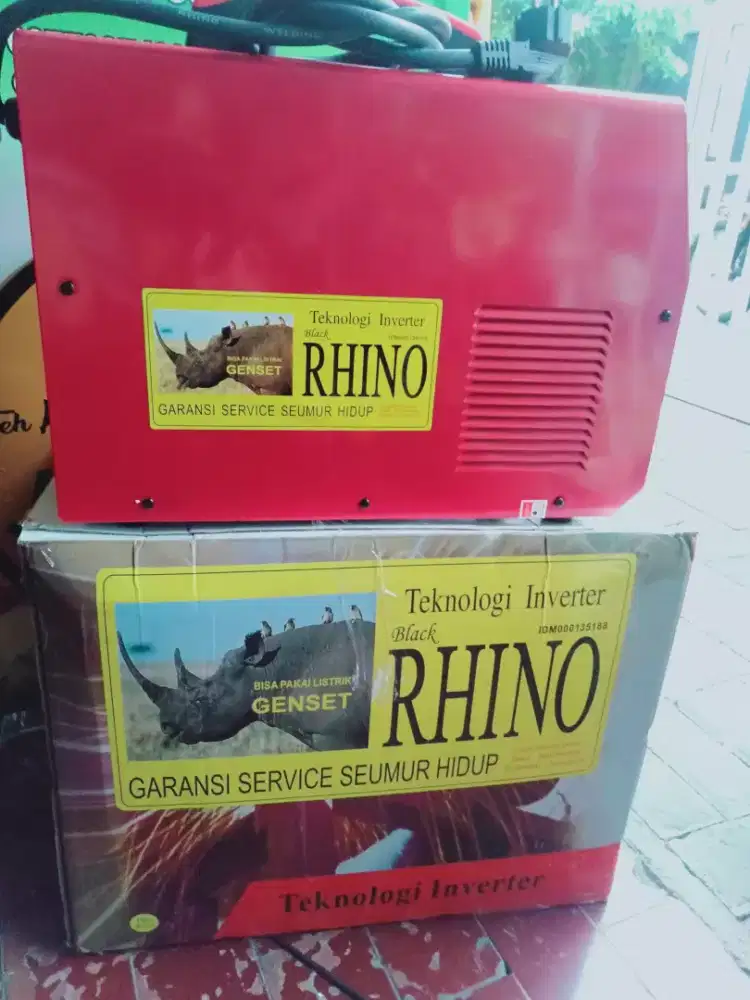 WELDING
Teknologi Inverter
Black
RHINO
BISA PAKAI LISTRIK
GENSET
GARANSI SERVICE SEUMUR HIDUP
Teknologi Inverter
Black
IDM000135188
RHINO
BISA PAKAI LISTRIK
GENSET
GARANSI SERVICE SEUMUR HIDUP
Teknologi Inverter